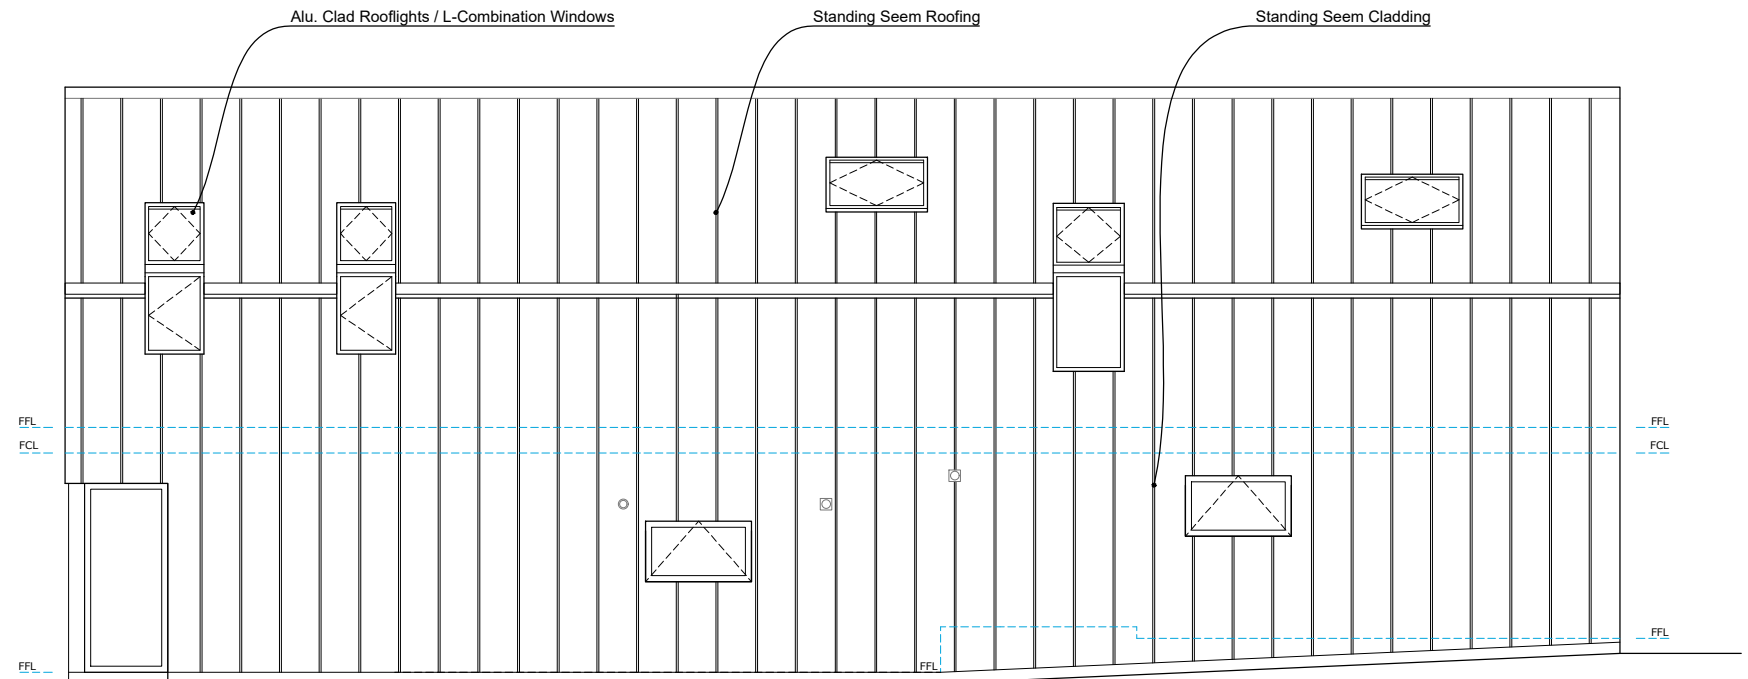 Alu. Clad Rooflights / L-Combination Windows
Standing Seem Roofing
Standing Seem Cladding
FFL
FFL
FCL
FCL
FFL
FFL
FFL